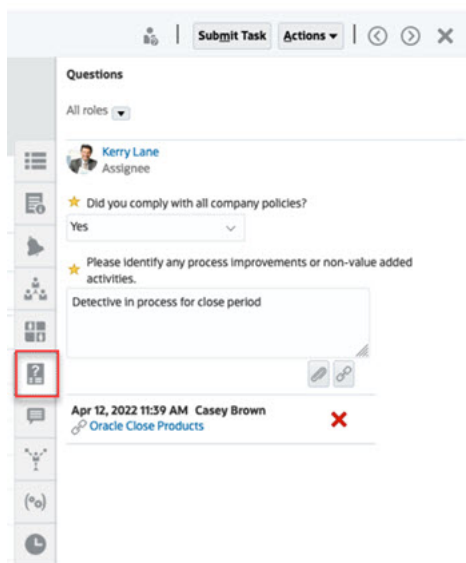 Submit Task
Actions
Questions
All roles
Kerry Lane
Assignee
Did you comply with all company policies?
Yes
Please identify any process improvements or non-value added
activities.
Detective in process for close period
Apr 12, 2022 11:39 AM Casey Brown
Oracle Close Products